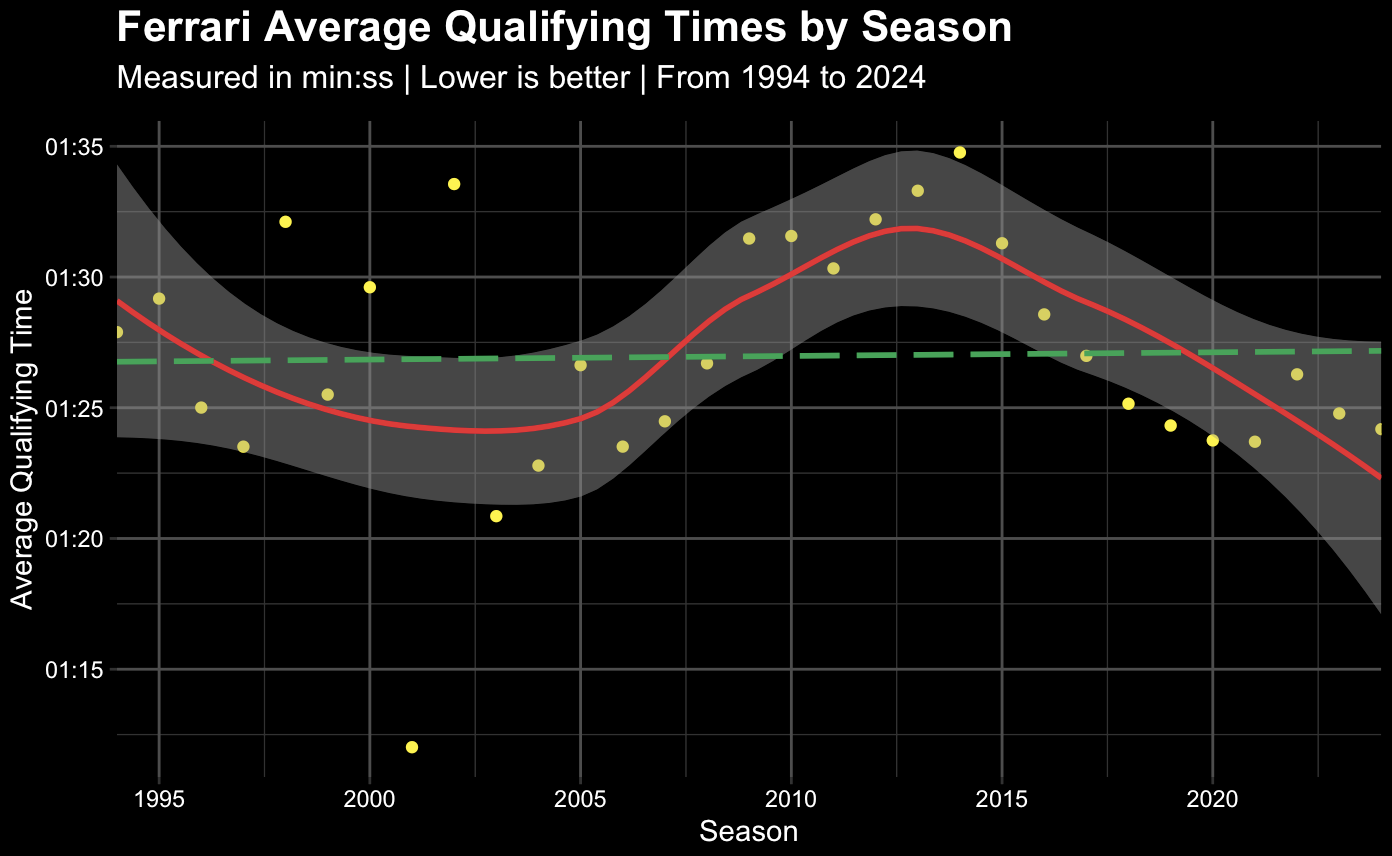 Ferrari Average Qualifying Times by Season
Measured in min:ss | Lower is better | From 1994 to 2024
Average Qualifying Time
01:35
01:30
01:25
01:20
01:15
1995 2000 2005 2010 2015 2020
Season